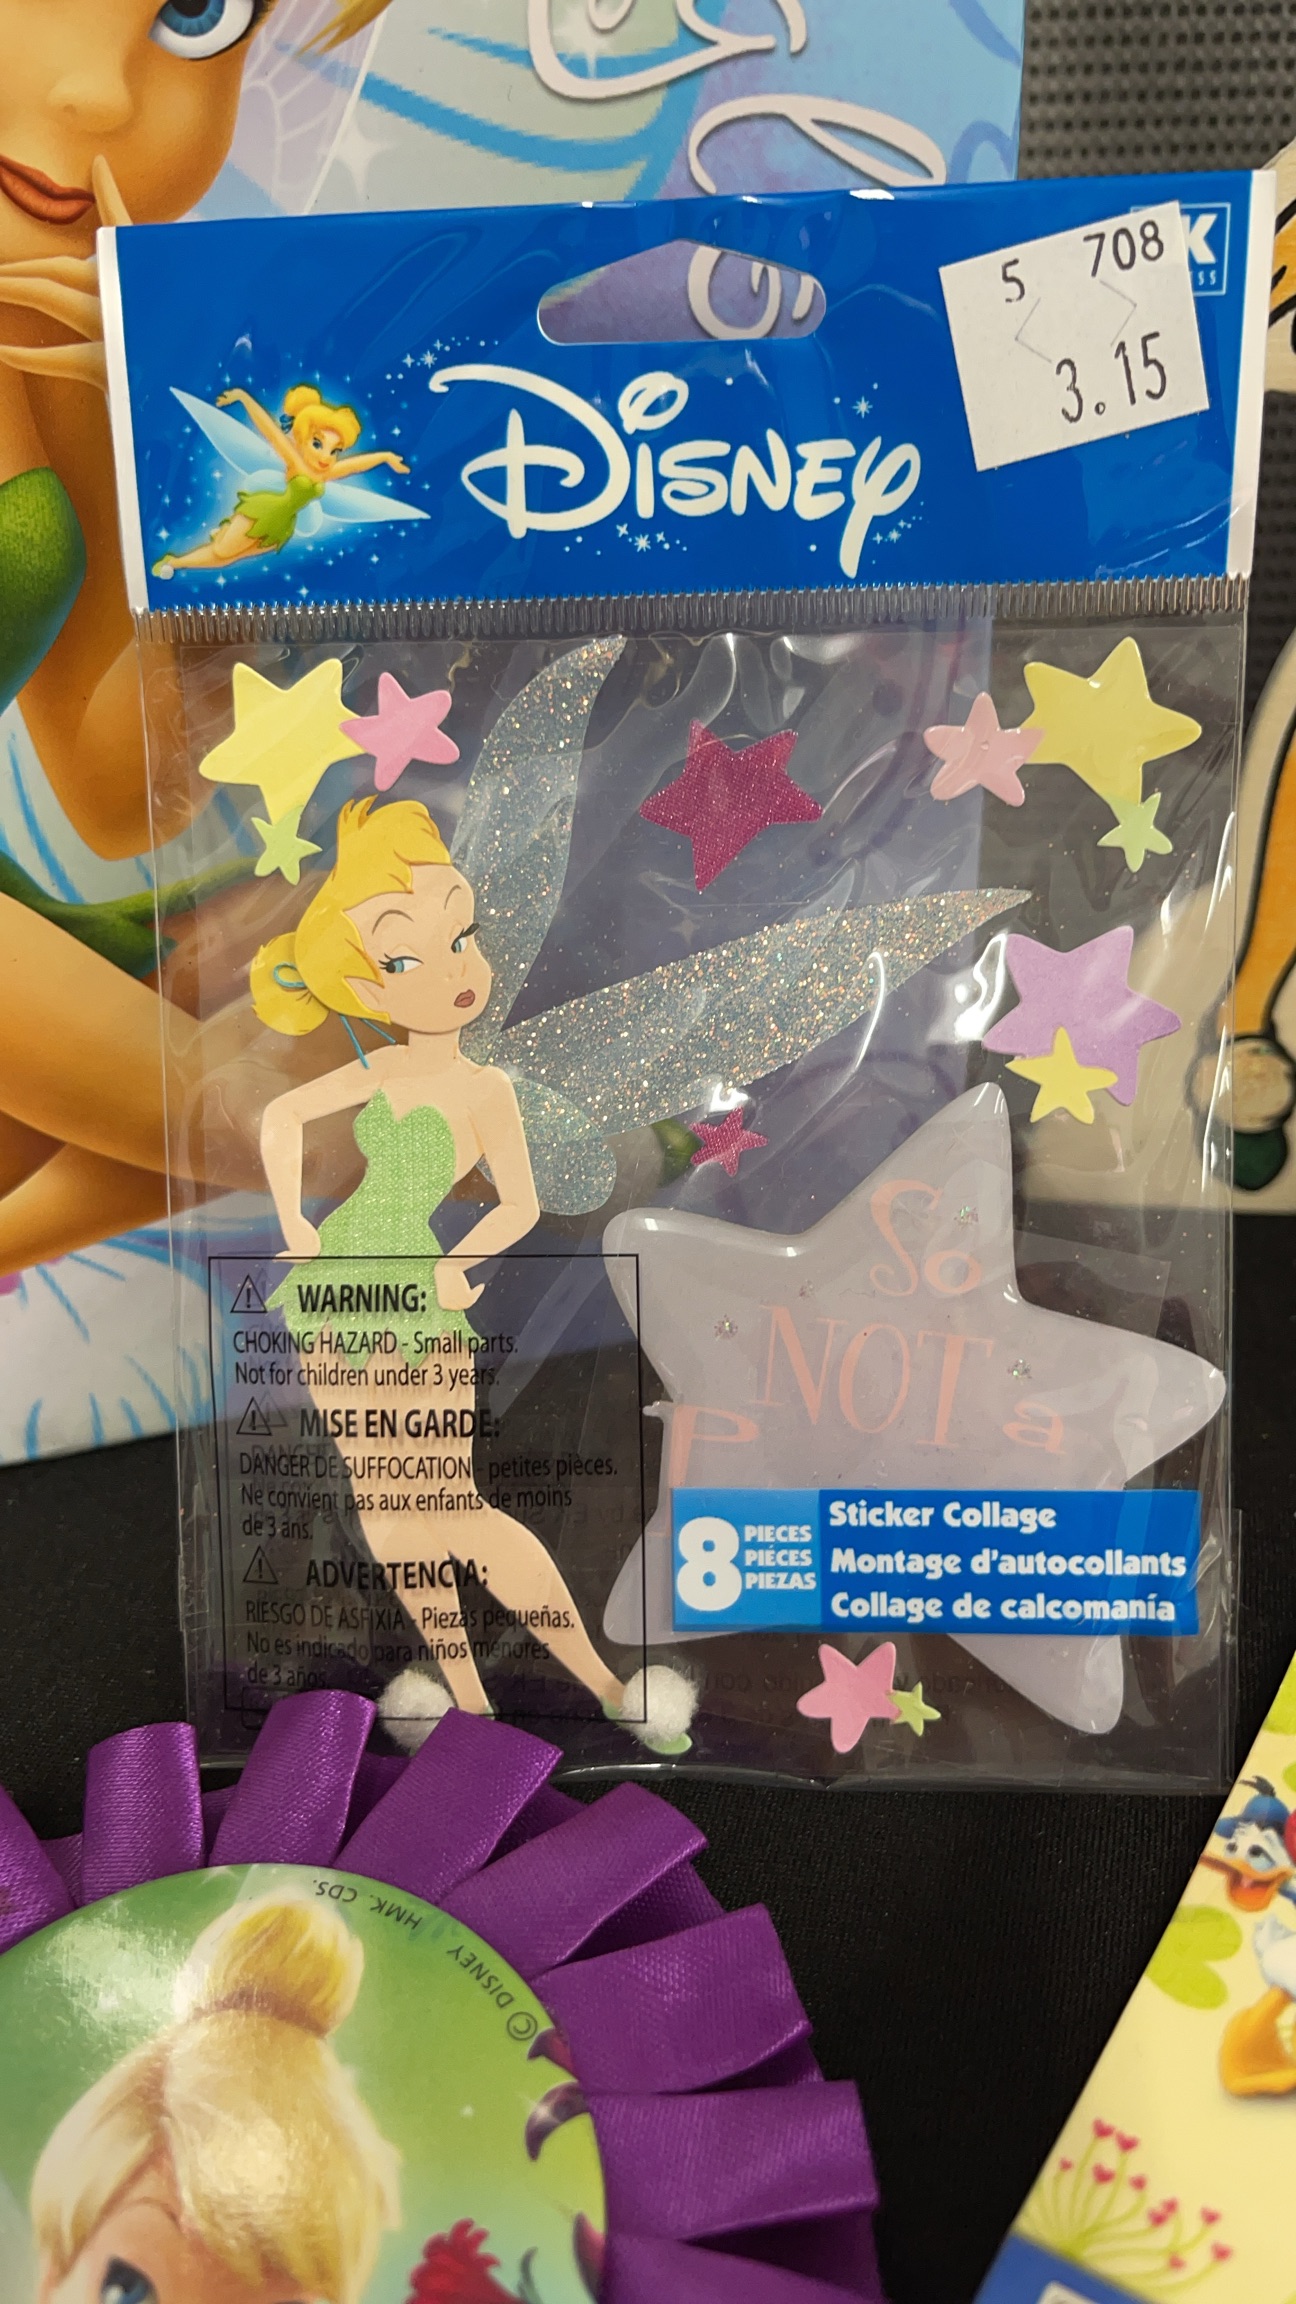 5 708
3.15
DISNEY
So
NOT a
P
WARNING:
CHOKING HAZARD - Small parts.
Not for children under 3 years.
MISE EN GARDE:
DANGER DE SUFFOCATION - petites pièces.
Ne convient pas aux enfants de moins
de 3 ans.
ADVERTENCIA:
RIESGO DE ASFIXIA - Piezas pequeñas.
No es indicado para niños menores
de 3 años.
8 PIECES
PIÉCES
PIEZAS
Sticker Collage
Montage d'autocollants
Collage de calcomanía
© DISNEY HMK. CDS.